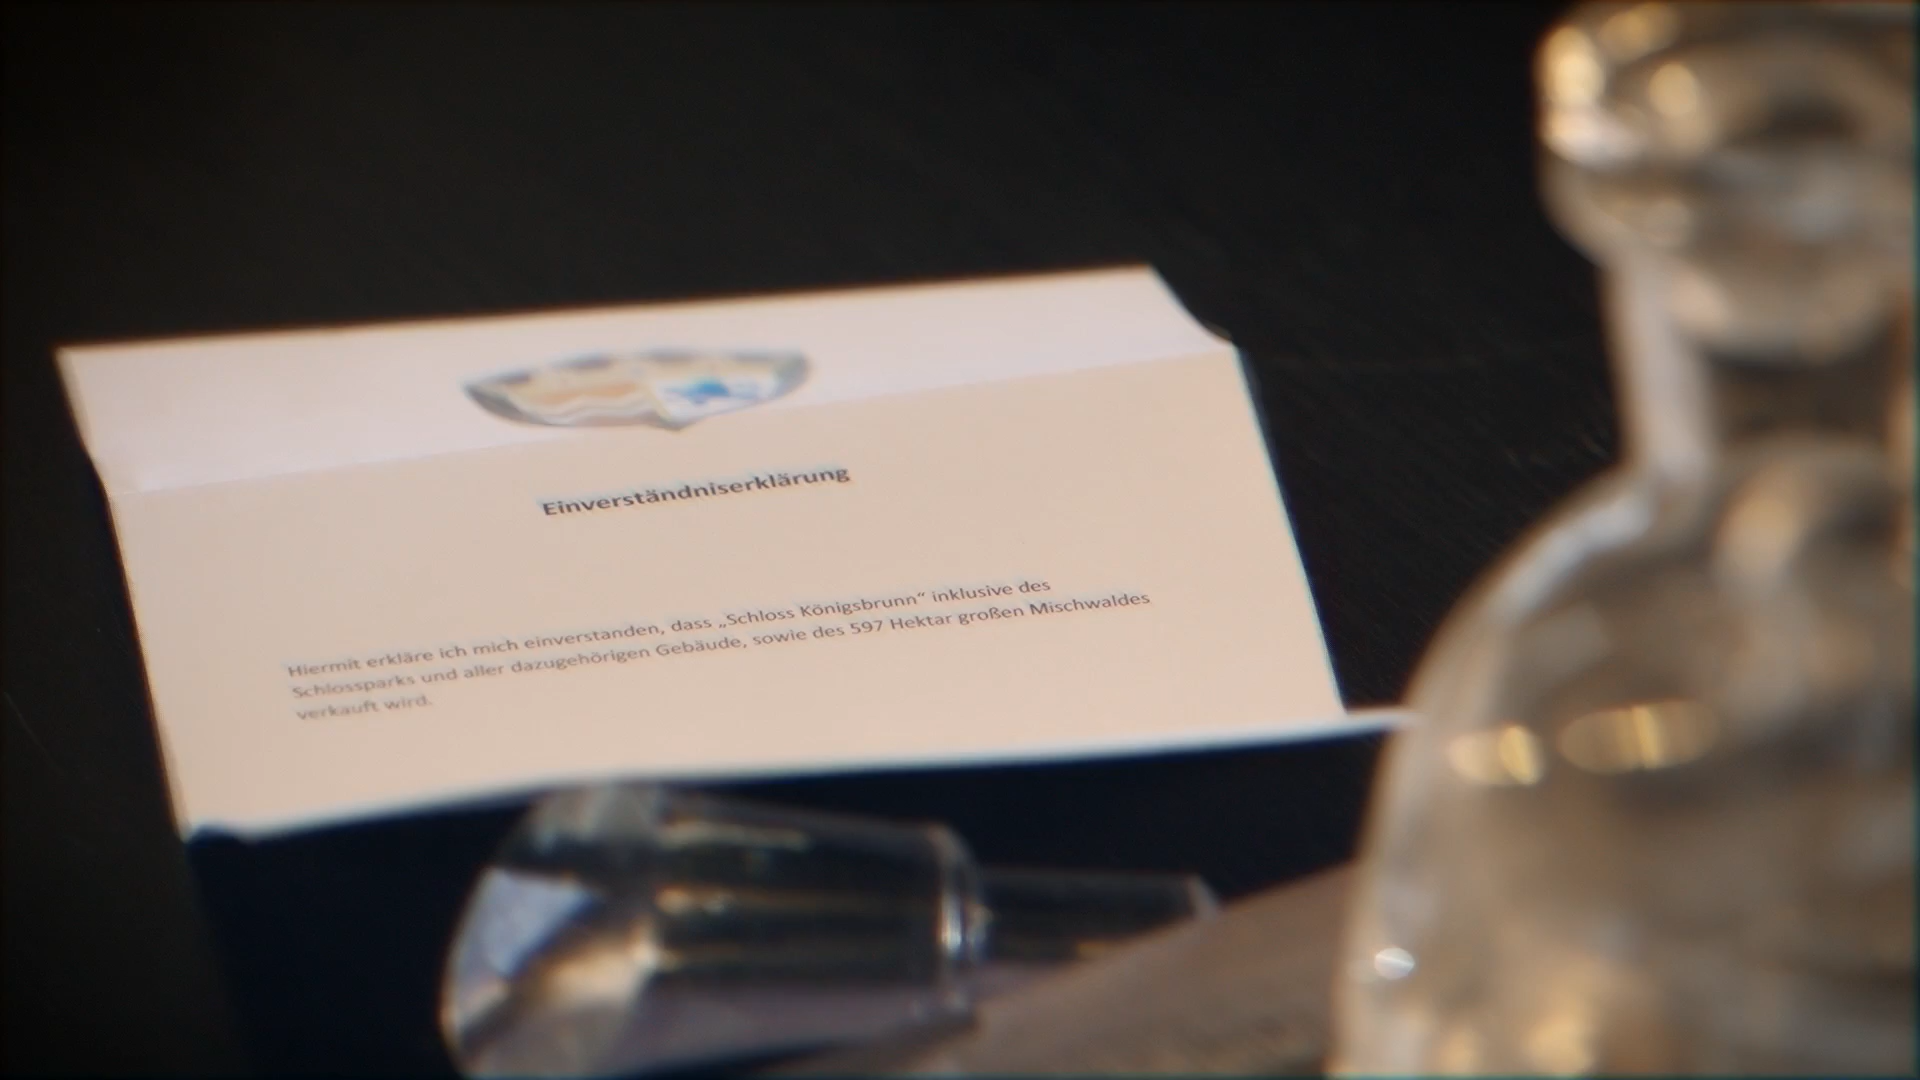 Einverständniserklärung
Hiermit erkläre ich mich einverstanden, dass „Schloss Königsbrunn“ inklusive des
Schlossparks und aller dazugehörigen Gebäude, sowie des 597 Hektar großen Mischwaldes
verkauft wird.